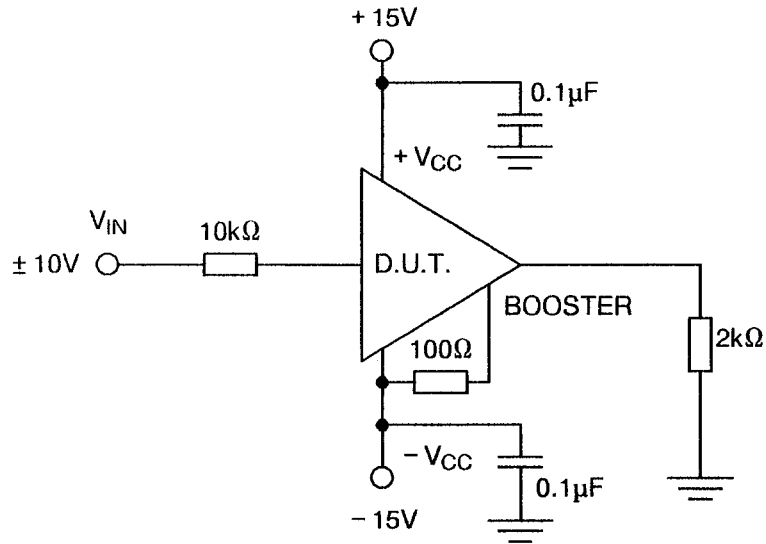 + 15V
0.1µF
+ VCC
VIN
10kΩ
± 10V
D.U.T.
BOOSTER
100Ω
2kΩ
− VCC
0.1µF
− 15V